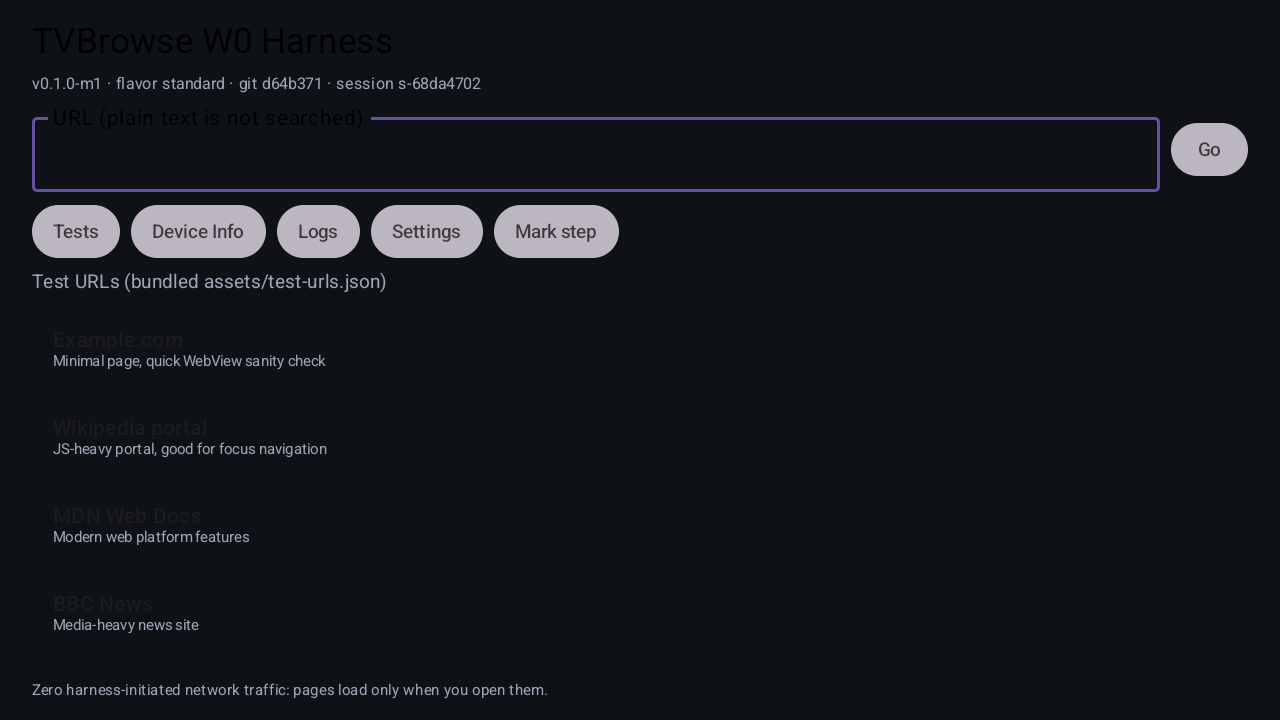 TVBrowse W0 Harness
v0.1.0-m1 · flavor standard · git d64b371 · session s-68da4702
URL (plain text is not searched)
Go
Tests
Device Info
Logs
Settings
Mark step
Test URLs (bundled assets/test-urls.json)
Example.com
Minimal page, quick WebView sanity check
Wikipedia portal
JS-heavy portal, good for focus navigation
MDN Web Docs
Modern web platform features
BBC News
Media-heavy news site
Zero harness-initiated network traffic: pages load only when you open them.